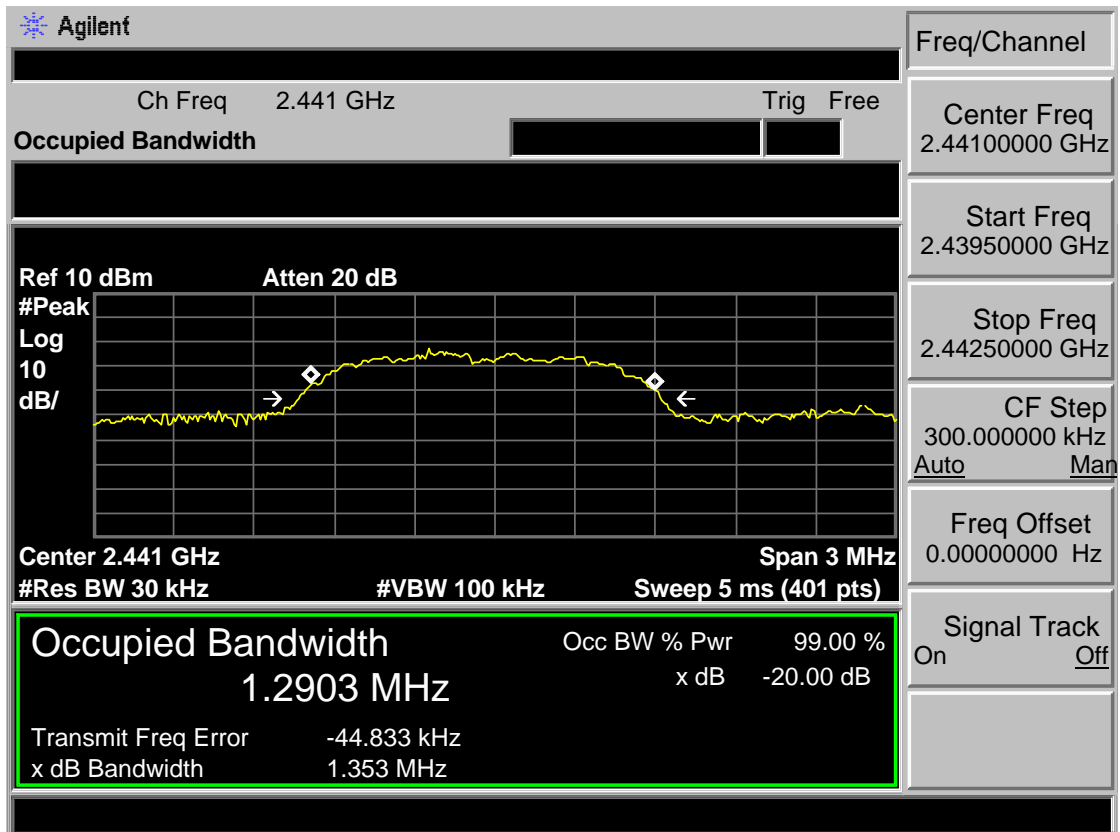 Agilent
Freq/Channel
Ch Freq 2.441 GHz Trig Free
Occupied Bandwidth
Center Freq
2.44100000 GHz
Start Freq
2.43950000 GHz
Stop Freq
2.44250000 GHz
CF Step
300.000000 kHz
Auto Man
Freq Offset
0.00000000 Hz
Signal Track
On Off
Ref 10 dBm Atten 20 dB
#Peak
Log
10
dB/
Center 2.441 GHz Span 3 MHz
#Res BW 30 kHz #VBW 100 kHz Sweep 5 ms (401 pts)
Occupied Bandwidth Occ BW % Pwr 99.00 %
1.2903 MHz x dB -20.00 dB
Transmit Freq Error -44.833 kHz
x dB Bandwidth 1.353 MHz